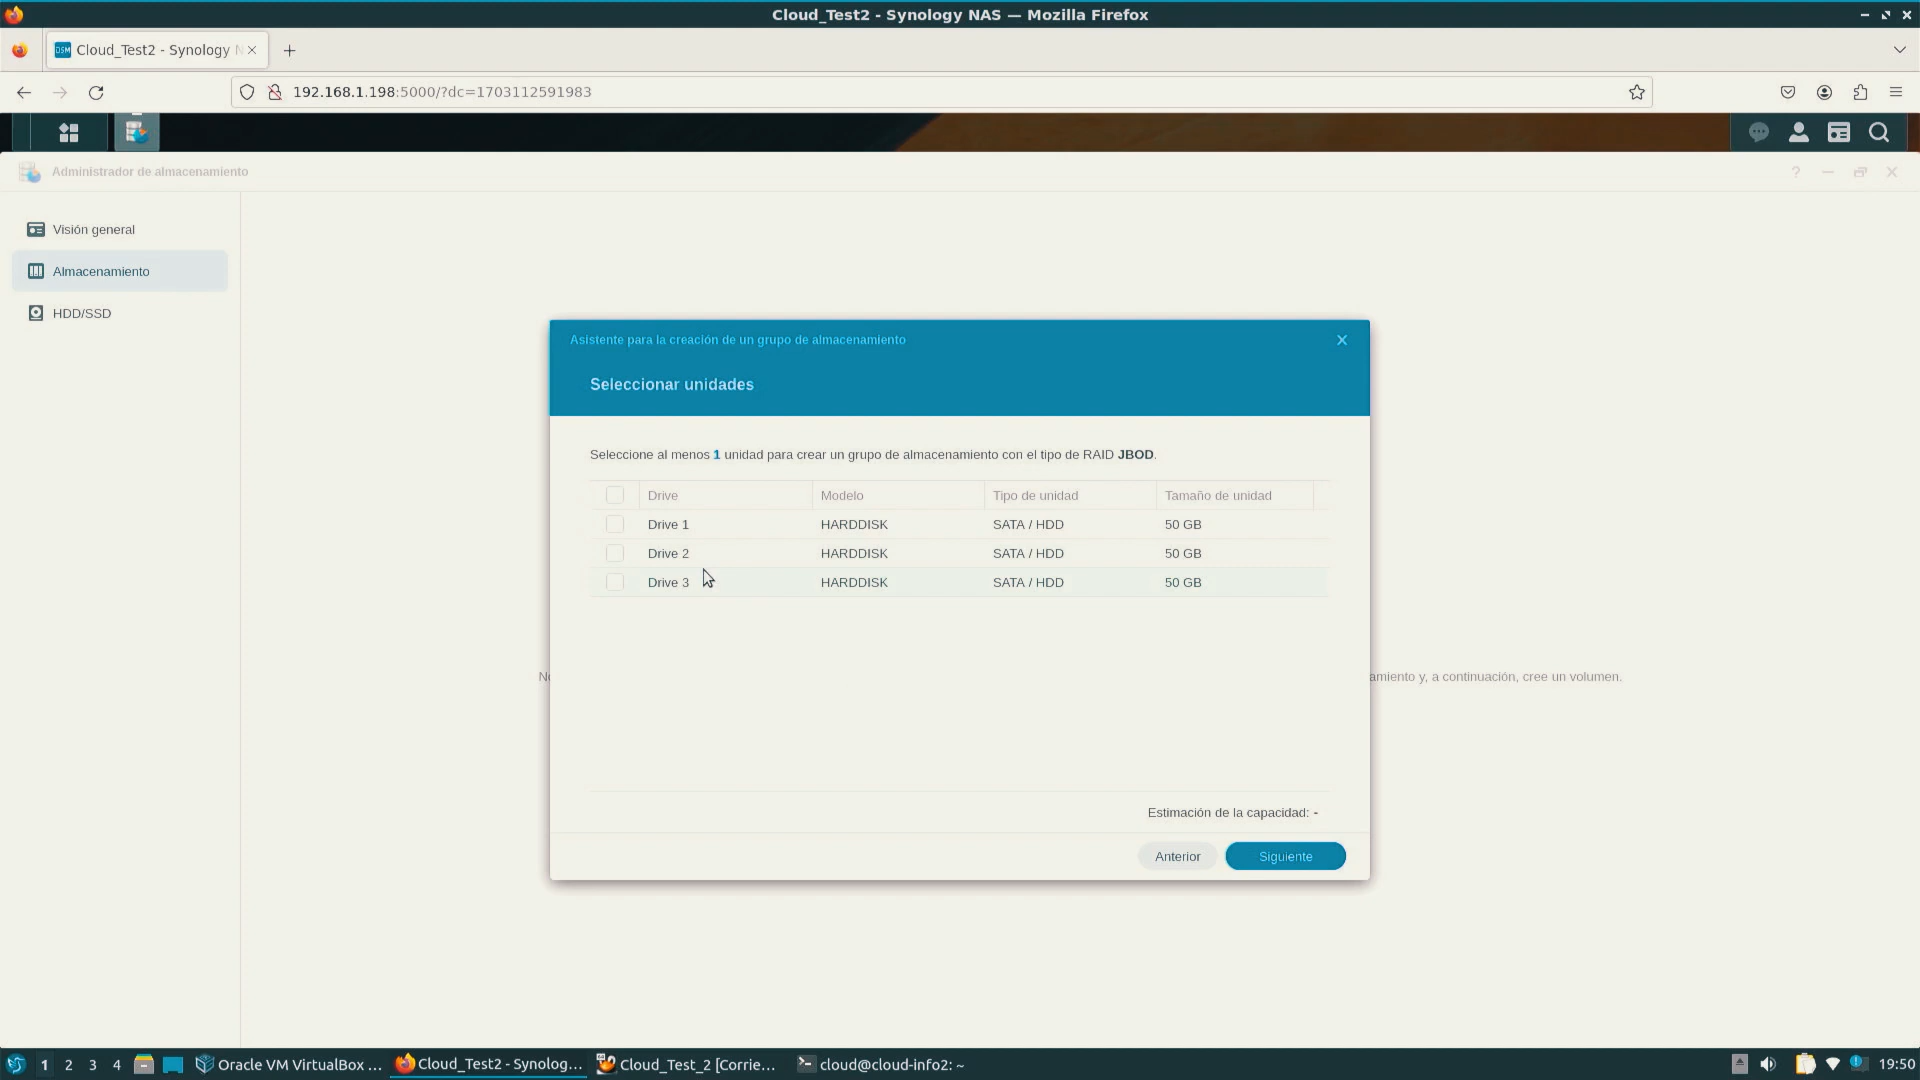 Cloud_Test2 - Synology NAS — Mozilla Firefox
DSM Cloud_Test2 - Synology N
192.168.1.198:5000/?dc=1703112591983
Administrador de almacenamiento
?
Visión general
Almacenamiento
HDD/SSD
Asistente para la creación de un grupo de almacenamiento
Seleccionar unidades
Seleccione al menos 1 unidad para crear un grupo de almacenamiento con el tipo de RAID JBOD.
Drive Modelo Tipo de unidad Tamaño de unidad
Drive 1 HARDDISK SATA / HDD 50 GB
Drive 2 HARDDISK SATA / HDD 50 GB
Drive 3 HARDDISK SATA / HDD 50 GB
amiento y, a continuación, cree un volumen.
Estimación de la capacidad: -
Anterior Siguiente
1 2 3 4 Oracle VM VirtualBox ... Cloud_Test2 - Synolog... Cloud_Test_2 [Corrie... cloud@cloud-info2: ~ 19:50